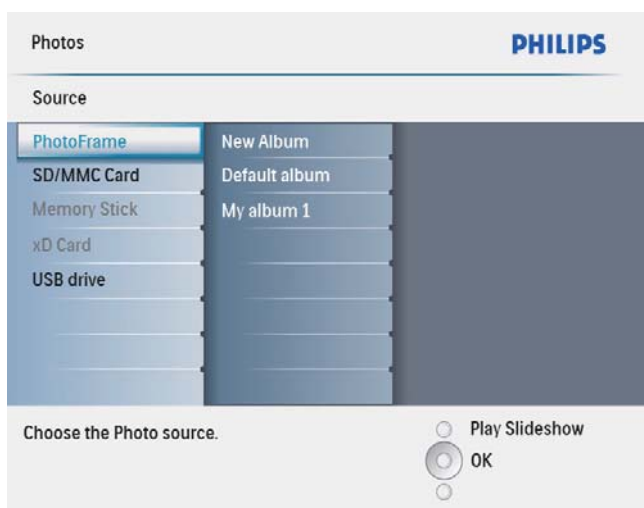 Photos
PHILIPS
Source
PhotoFrame
New Album
SD/MMC Card
Default album
Memory Stick
My album 1
xD Card
USB drive
Choose the Photo source.
Play Slideshow
OK